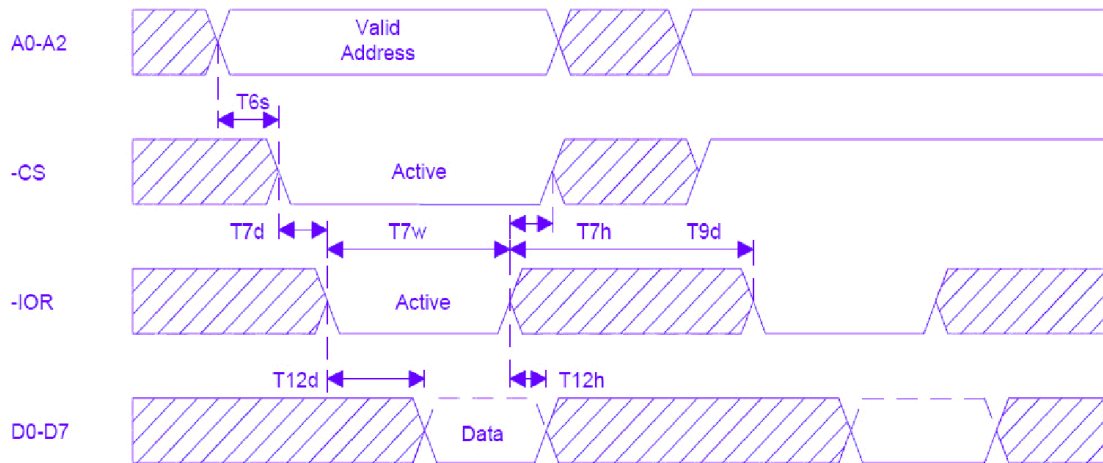 A0-A2
Valid
Address
T6s
-CS
Active
T7d
T7w
T7h
T9d
-IOR
Active
T12d
T12h
D0-D7
Data